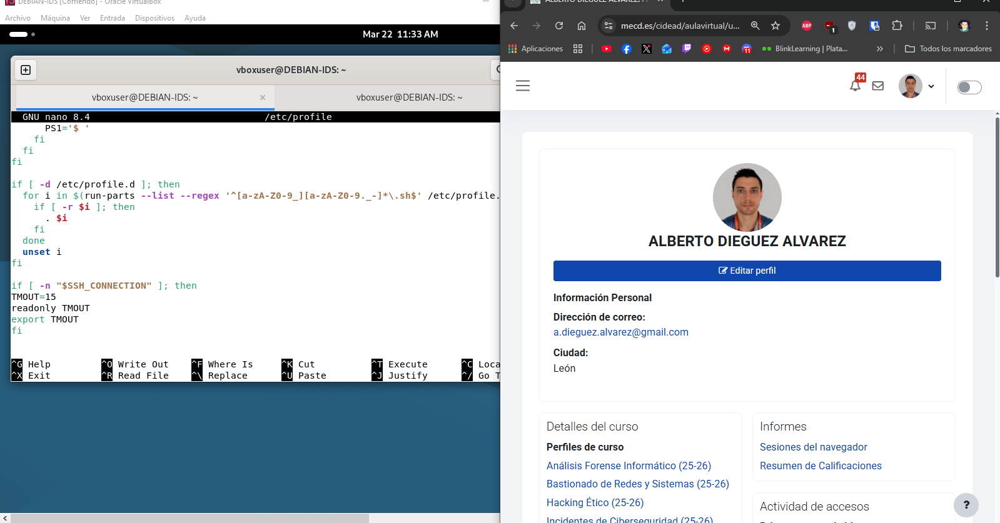 DEBIAN-IDS [Corriendo] - Oracle VirtualBox
Archivo Máquina Ver Entrada Dispositivos Ayuda
Mar 22 11:33 AM
vboxuser@DEBIAN-IDS: ~
vboxuser@DEBIAN-IDS: ~ × vboxuser@DEBIAN-IDS: ~
GNU nano 8.4 /etc/profile
PS1='$ '
fi
fi
fi
if [ -d /etc/profile.d ]; then
for i in $(run-parts --list --regex '^[a-zA-Z0-9_][a-zA-Z0-9._-]*\.sh$' /etc/profile.
if [ -r $i ]; then
. $i
fi
done
unset i
fi
if [ -n "$SSH_CONNECTION" ]; then
TMOUT=15
readonly TMOUT
export TMOUT
fi
^G Help ^O Write Out ^F Where Is ^K Cut ^T Execute ^C Loca
^X Exit ^R Read File ^\ Replace ^U Paste ^J Justify ^/ Go T
ALBERTO DIEGUEZ ALVAREZ:
mecd.es/cidead/aulavirtual/u...
ABP
1
Aplicaciones
11
BlinkLearning | Plata...
»
Todos los marcadores
44
ALBERTO DIEGUEZ ALVAREZ
Editar perfil
Información Personal
Dirección de correo:
a.dieguez.alvarez@gmail.com
Ciudad:
León
Detalles del curso
Perfiles de curso
Análisis Forense Informático (25-26)
Bastionado de Redes y Sistemas (25-26)
Hacking Ético (25-26)
Incidentes de Ciberseguridad (25-26)
Informes
Sesiones del navegador
Resumen de Calificaciones
Actividad de accesos
?